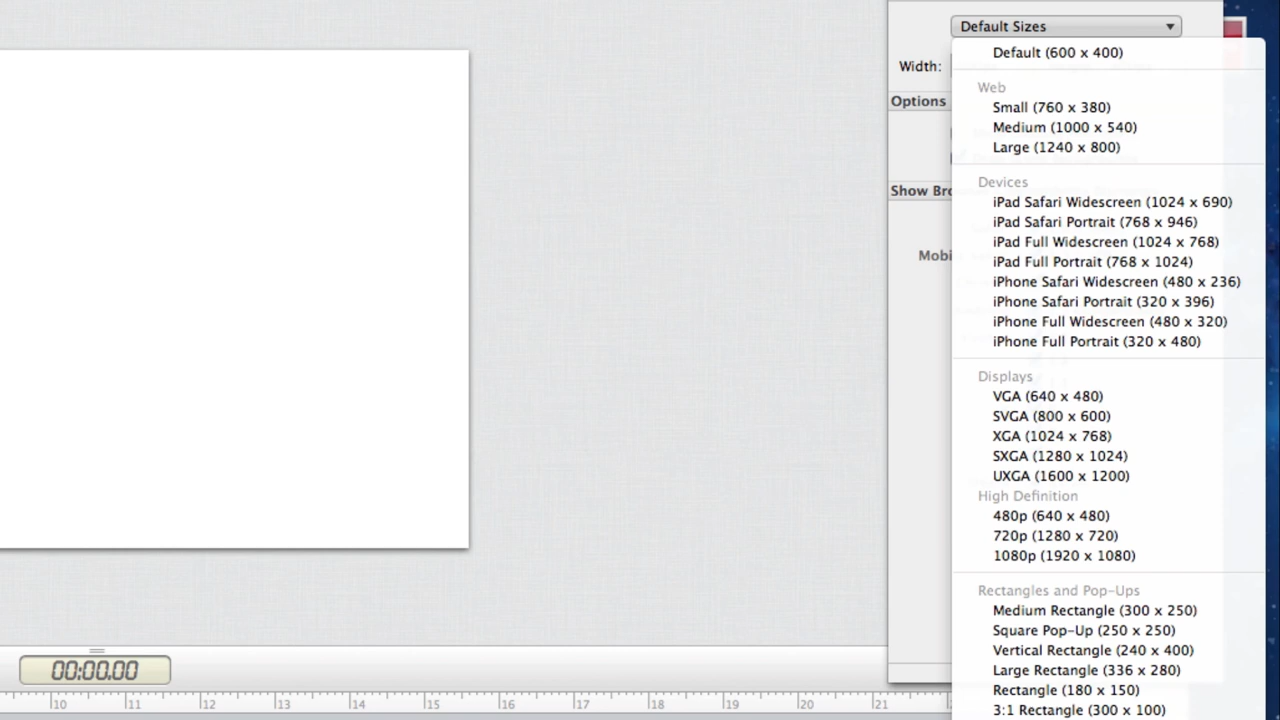 Default Sizes
Default (600 x 400)
Width:
Web
Options
Small (760 x 380)
Medium (1000 x 540)
Large (1240 x 800)
Devices
Show Bro
iPad Safari Widescreen (1024 x 690)
iPad Safari Portrait (768 x 946)
iPad Full Widescreen (1024 x 768)
Mobi
iPad Full Portrait (768 x 1024)
iPhone Safari Widescreen (480 x 236)
iPhone Safari Portrait (320 x 396)
iPhone Full Widescreen (480 x 320)
iPhone Full Portrait (320 x 480)
Displays
VGA (640 x 480)
SVGA (800 x 600)
XGA (1024 x 768)
SXGA (1280 x 1024)
UXGA (1600 x 1200)
High Definition
480p (640 x 480)
720p (1280 x 720)
1080p (1920 x 1080)
Rectangles and Pop-Ups
Medium Rectangle (300 x 250)
Square Pop-Up (250 x 250)
Vertical Rectangle (240 x 400)
Large Rectangle (336 x 280)
Rectangle (180 x 150)
3:1 Rectangle (300 x 100)
00:00.00
10 11 12 13 14 15 16 17 18 19 20 21